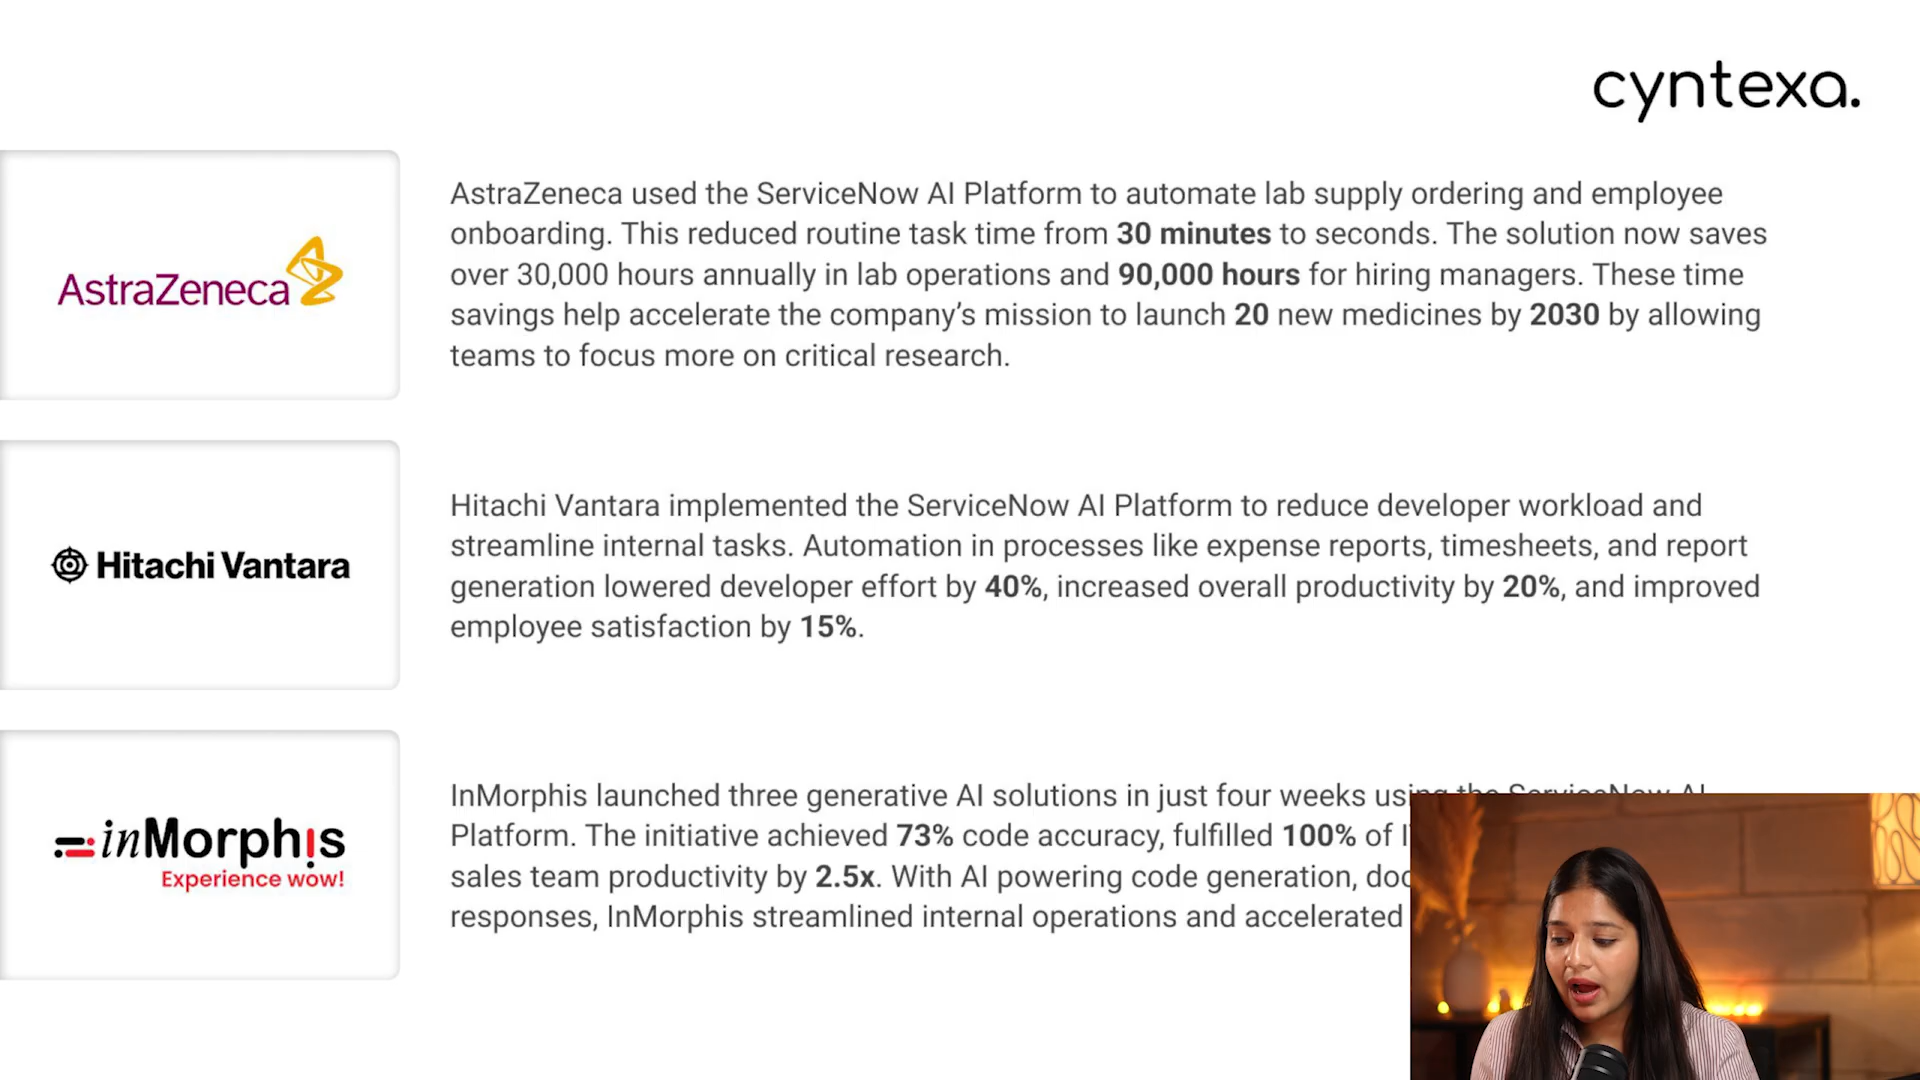 cyntexa.
AstraZeneca
AstraZeneca used the ServiceNow AI Platform to automate lab supply ordering and employee
onboarding. This reduced routine task time from 30 minutes to seconds. The solution now saves
over 30,000 hours annually in lab operations and 90,000 hours for hiring managers. These time
savings help accelerate the company’s mission to launch 20 new medicines by 2030 by allowing
teams to focus more on critical research.
Hitachi Vantara
Hitachi Vantara implemented the ServiceNow AI Platform to reduce developer workload and
streamline internal tasks. Automation in processes like expense reports, timesheets, and report
generation lowered developer effort by 40%, increased overall productivity by 20%, and improved
employee satisfaction by 15%.
inMorphis
Experience wow!
InMorphis launched three generative AI solutions in just four weeks using the ServiceNow AI
Platform. The initiative achieved 73% code accuracy, fulfilled 100% of
sales team productivity by 2.5x. With AI powering code generation,
responses, InMorphis streamlined internal operations and accelerated